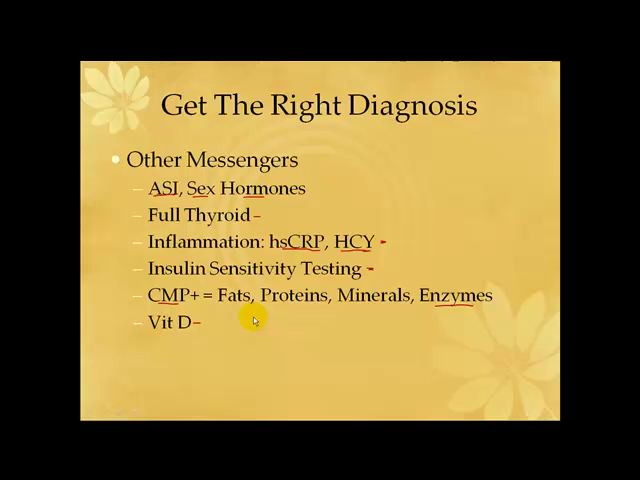 Get The Right Diagnosis
• Other Messengers
– ASI, Sex Hormones
– Full Thyroid
– Inflammation: hsCRP, HCY
– Insulin Sensitivity Testing
– CMP+ = Fats, Proteins, Minerals, Enzymes
– Vit D